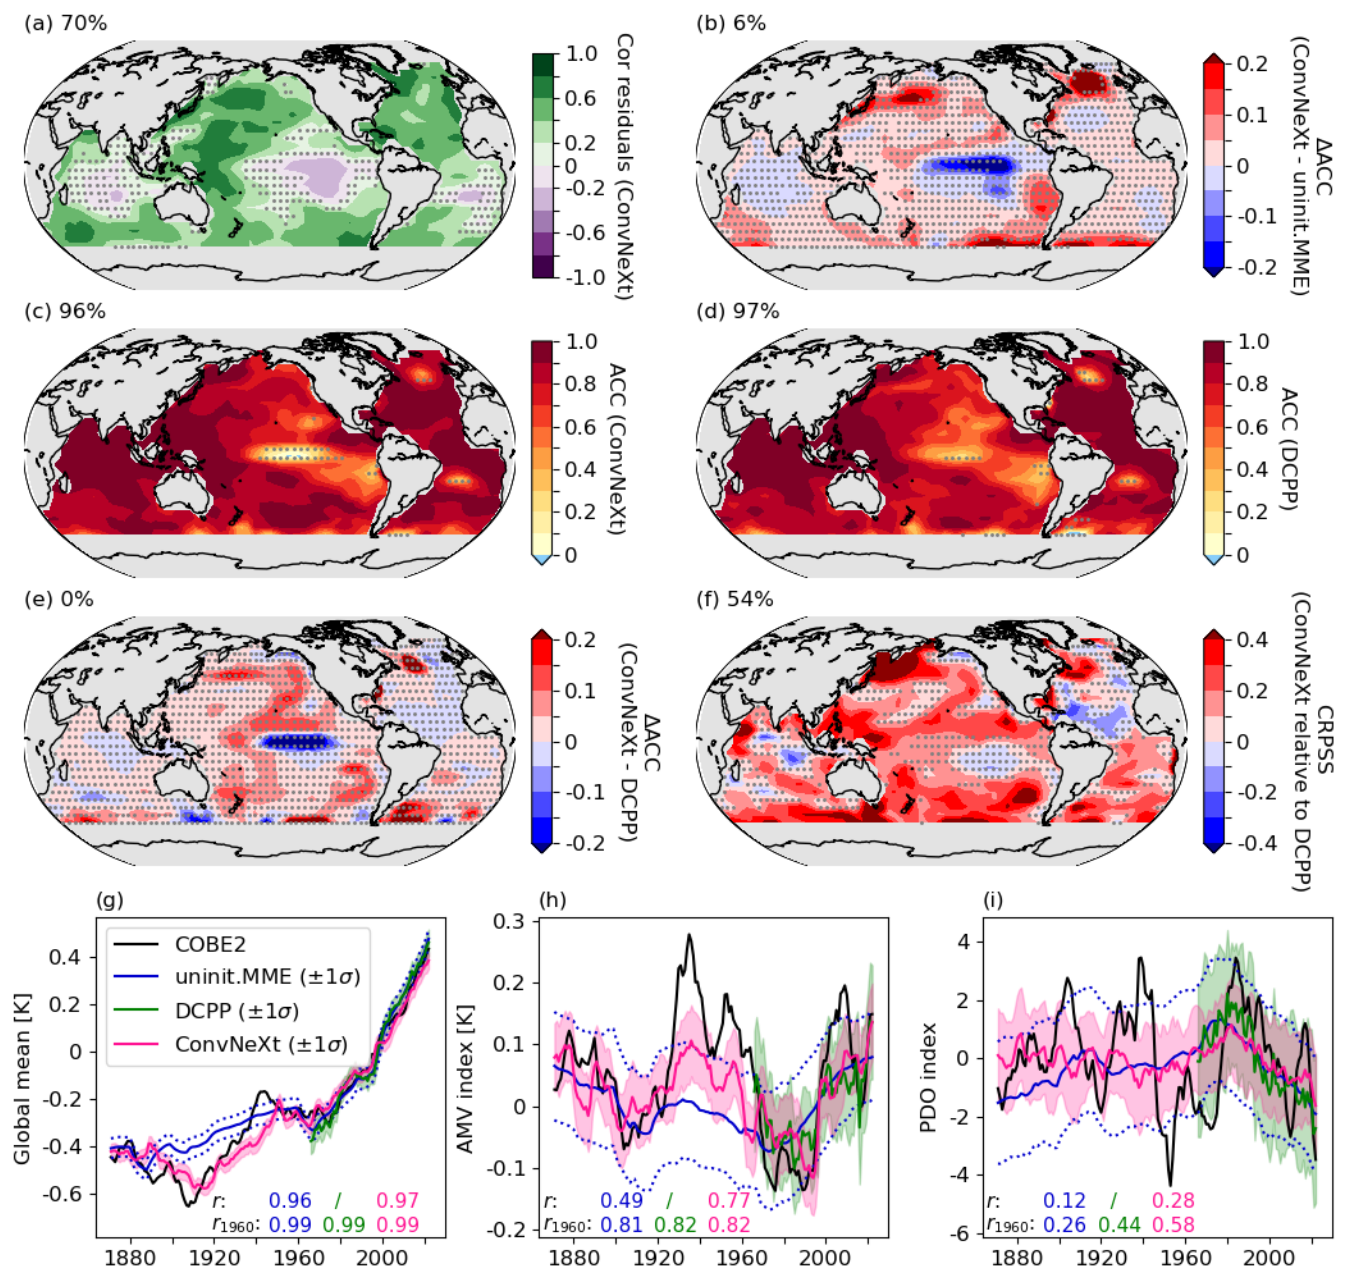 (a) 70%
1.0
0.6
0.2
0
-0.2
-0.6
-1.0
Cor residuals (ConvNeXt)
(b) 6%
0.2
0.1
0
-0.1
-0.2
ΔACC
(ConvNeXt - uninit.MME)
(c) 96%
1.0
0.8
0.6
0.4
0.2
0
ACC (ConvNeXt)
(d) 97%
1.0
0.8
0.6
0.4
0.2
0
ACC (DCPP)
(e) 0%
0.2
0.1
0
-0.1
-0.2
ΔACC
(ConvNeXt - DCPP)
(f) 54%
0.4
0.2
0
-0.2
-0.4
CRPSS
(ConvNeXt relative to DCPP)
(g)
Global mean [K]
0.4
0.2
0
-0.2
-0.4
-0.6
COBE2
uninit.MME (±1σ)
DCPP (±1σ)
ConvNeXt (±1σ)
r: 0.96 / 0.97
r1960: 0.99 0.99 0.99
1880 1920 1960 2000
(h)
AMV index [K]
0.3
0.2
0.1
0
-0.1
-0.2
r: 0.49 / 0.77
r1960: 0.81 0.82 0.82
1880 1920 1960 2000
(i)
PDO index
4
2
0
-2
-4
-6
r: 0.12 / 0.28
r1960: 0.26 0.44 0.58
1880 1920 1960 2000